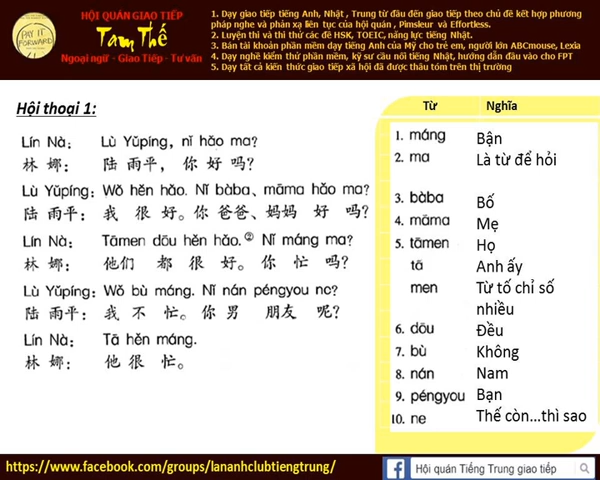 PAY IT FORWARD
HỘI QUÁN GIAO TIẾP
Tam Thế
Ngoại ngữ - Giao Tiếp - Tư vấn
1. Dạy giao tiếp tiếng Anh, Nhật , Trung từ đầu đến giao tiếp theo chủ đề kết hợp phương
pháp nghe và phản xạ liên tục của hội quán , Pimsleur và Effortless.
2. Luyện thi và thi thử các đề HSK, TOEIC, năng lực tiếng Nhật.
3. Bán tài khoản phần mềm dạy tiếng Anh của Mỹ cho trẻ em, người lớn ABCmouse, Lexia
4. Dạy nghề kiểm thử phần mềm, kỹ sư cầu nối tiếng Nhật, hướng dẫn đầu vào cho FPT
5. Dạy tất cả kiến thức giao tiếp xã hội đã được thâu tóm trên thị trường
Hội thoại 1:
Lín Nà: Lù Yǔpíng, nǐ hǎo ma?
林 娜: 陆 雨平, 你 好 吗?
Lù Yǔpíng: Wǒ hěn hǎo. Nǐ bàba, māma hǎo ma?
陆 雨平: 我 很 好。你 爸爸、妈妈 好 吗?
Lín Nà: Tāmen dōu hěn hǎo.② Nǐ máng ma?
林 娜: 他们 都 很 好。你 忙 吗?
Lù Yǔpíng: Wǒ bù máng. Nǐ nán péngyou ne?
陆 雨平: 我 不 忙。你 男 朋友 呢?
Lín Nà: Tā hěn máng.
林 娜: 他 很 忙。
Từ Nghĩa
1. máng Bận
2. ma Là từ để hỏi
3. bàba Bố
4. māma Mẹ
5. tāmen Họ
tā Anh ấy
men Từ tố chỉ số
nhiều
6. dōu Đều
7. bù Không
8. nán Nam
9. péngyou Bạn
10. ne Thế còn...thì sao
https://www.facebook.com/groups/lananhclubtiengtrung/
f Hội quán Tiếng Trung giao tiếp